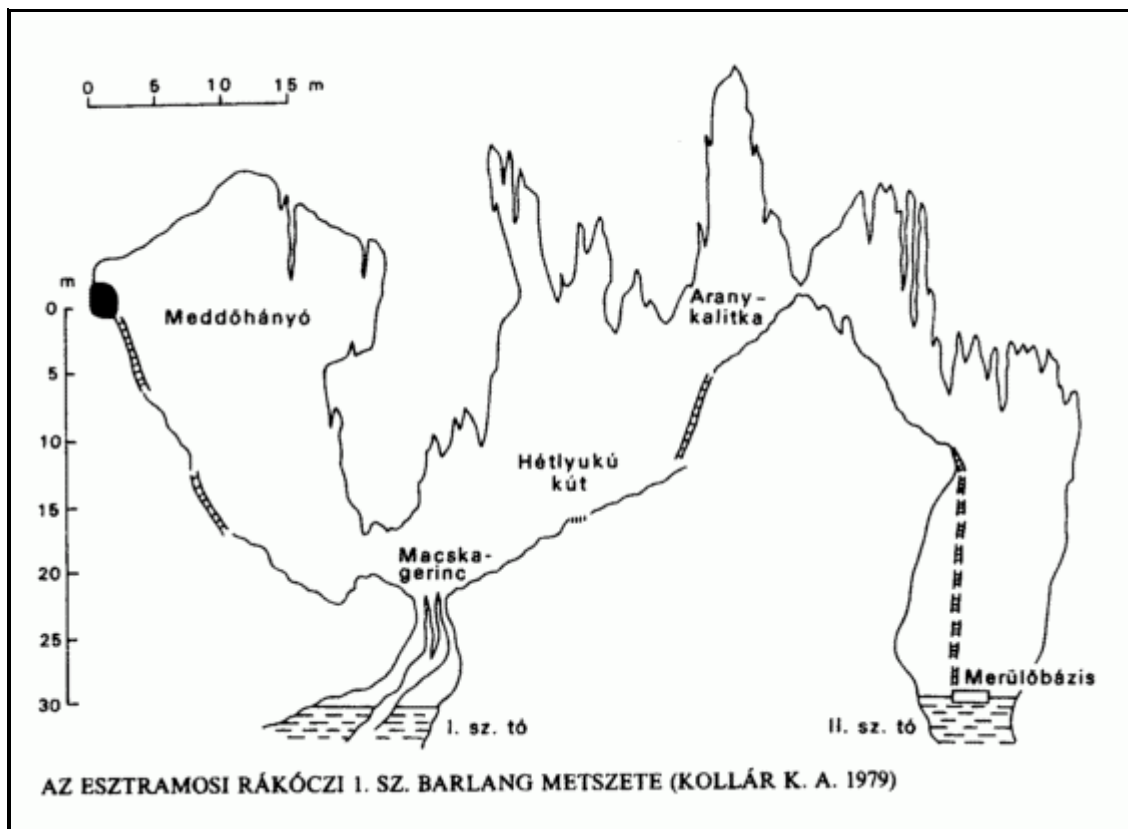 0 5 10 15 m
m
0
5
10
15
20
25
30
Meddőhányó
Arany-
kalitka
Hétlyukú
kút
Macska-
gerinc
Merülőbázis
I. sz. tó
II. sz. tó
AZ ESZTRAMOSI RÁKÓCZI 1. SZ. BARLANG METSZETE (KOLLÁR K. A. 1979)